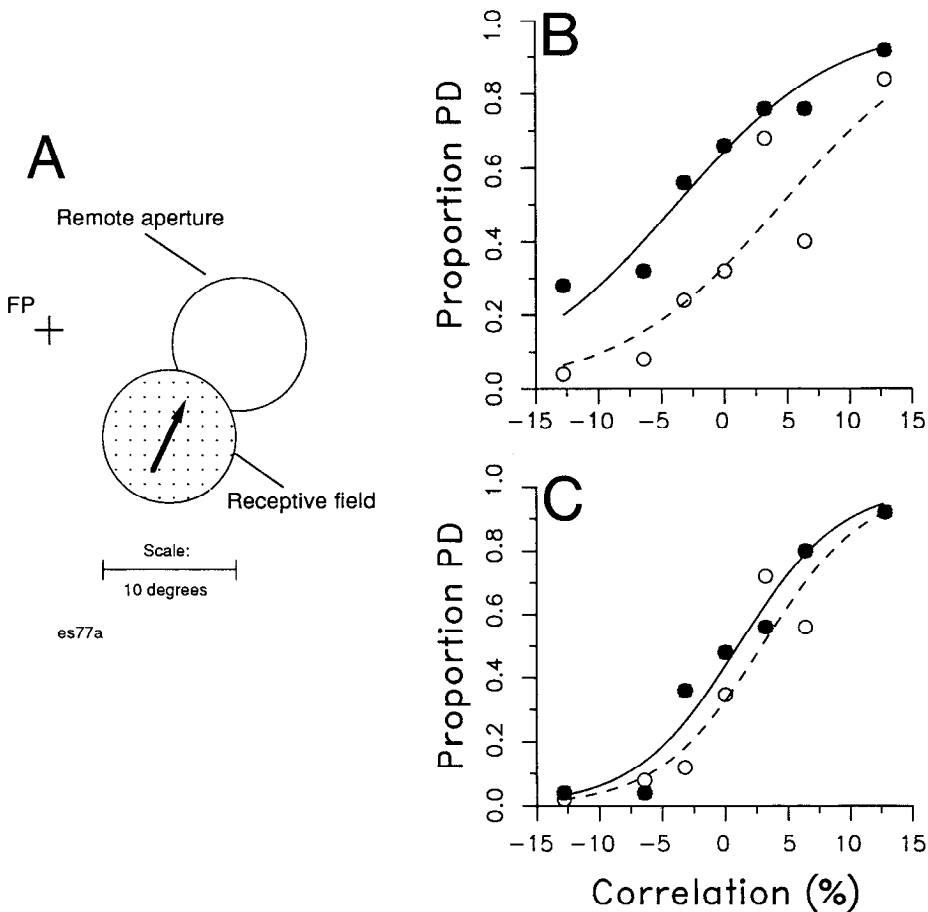 A
Remote aperture
FP
Receptive field
Scale:
10 degrees
es77a
B
Proportion PD
1.0
0.8
0.6
0.4
0.2
0.0
-15 -10 -5 0 5 10 15
C
Proportion PD
1.0
0.8
0.6
0.4
0.2
0.0
-15 -10 -5 0 5 10 15
Correlation (%)